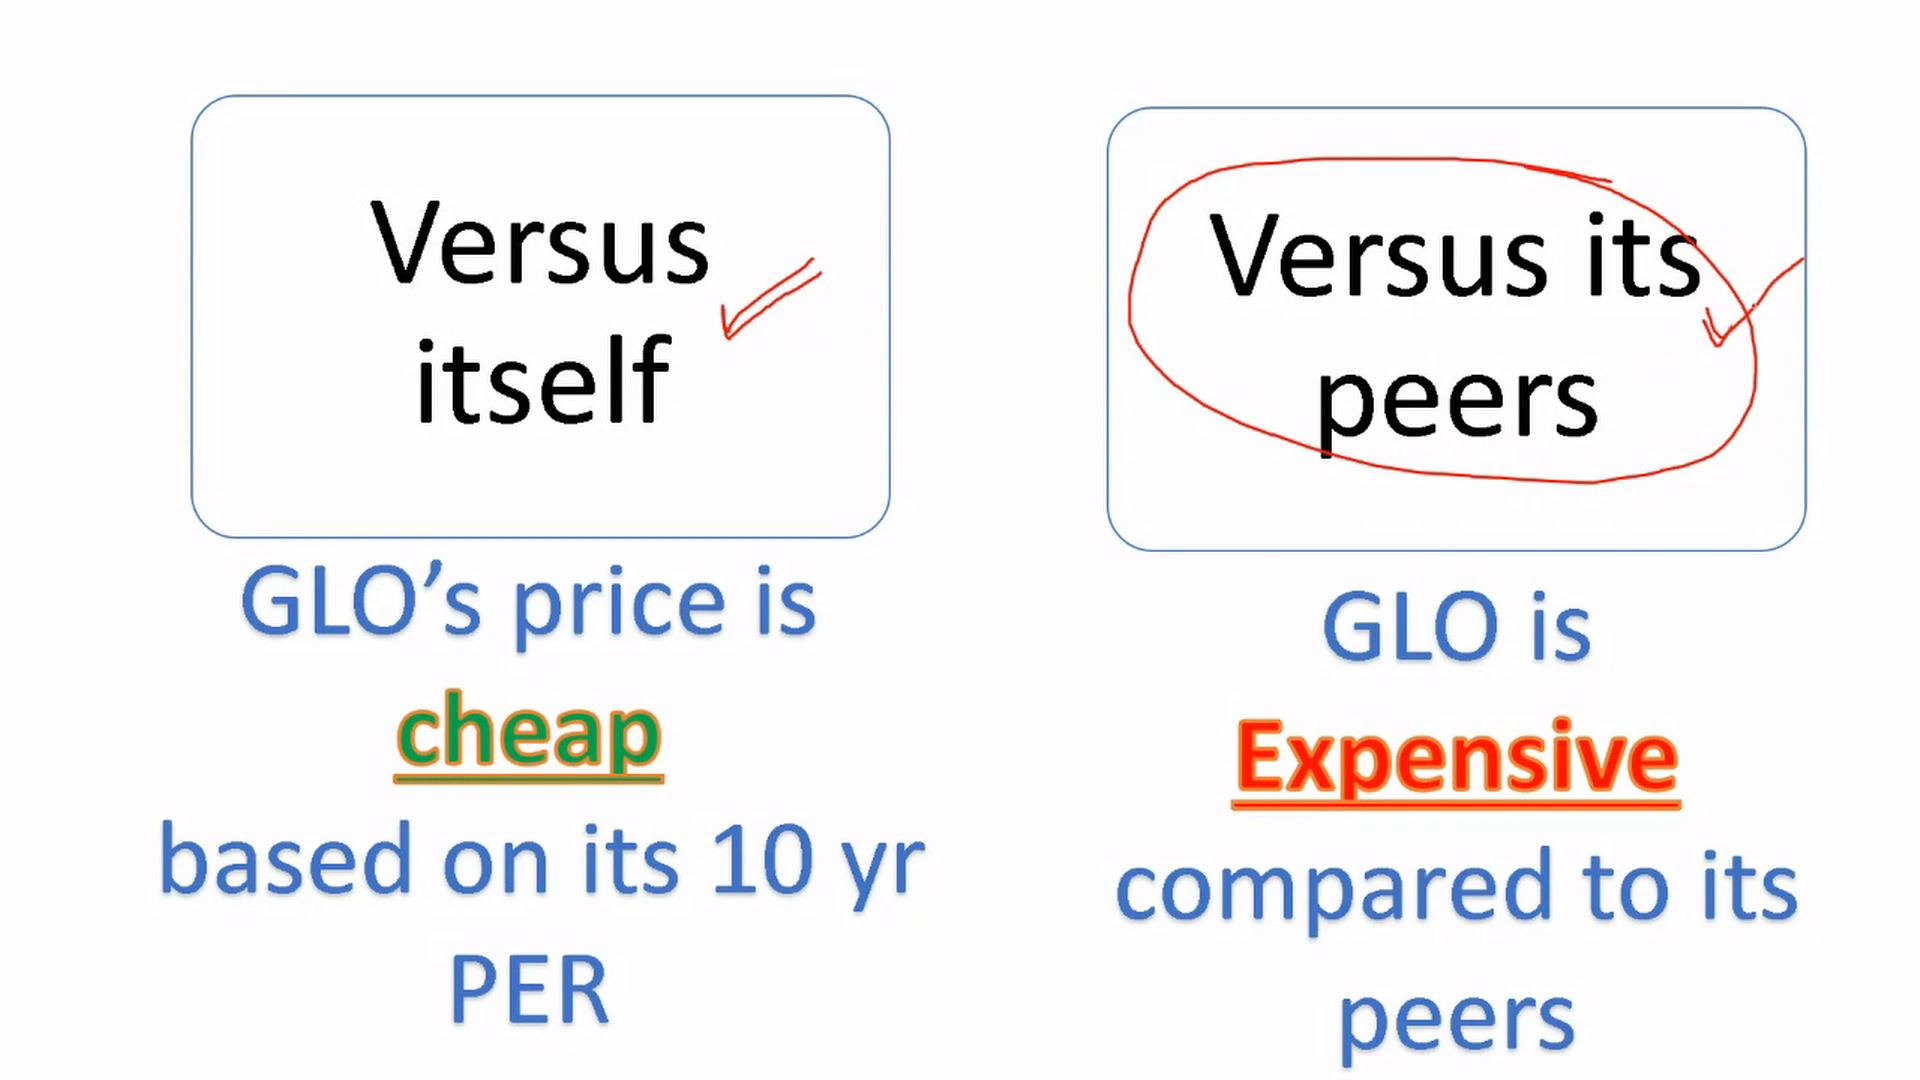 Versus
itself
GLO’s price is
cheap
based on its 10 yr
PER
Versus its
peers
GLO is
Expensive
compared to its
peers